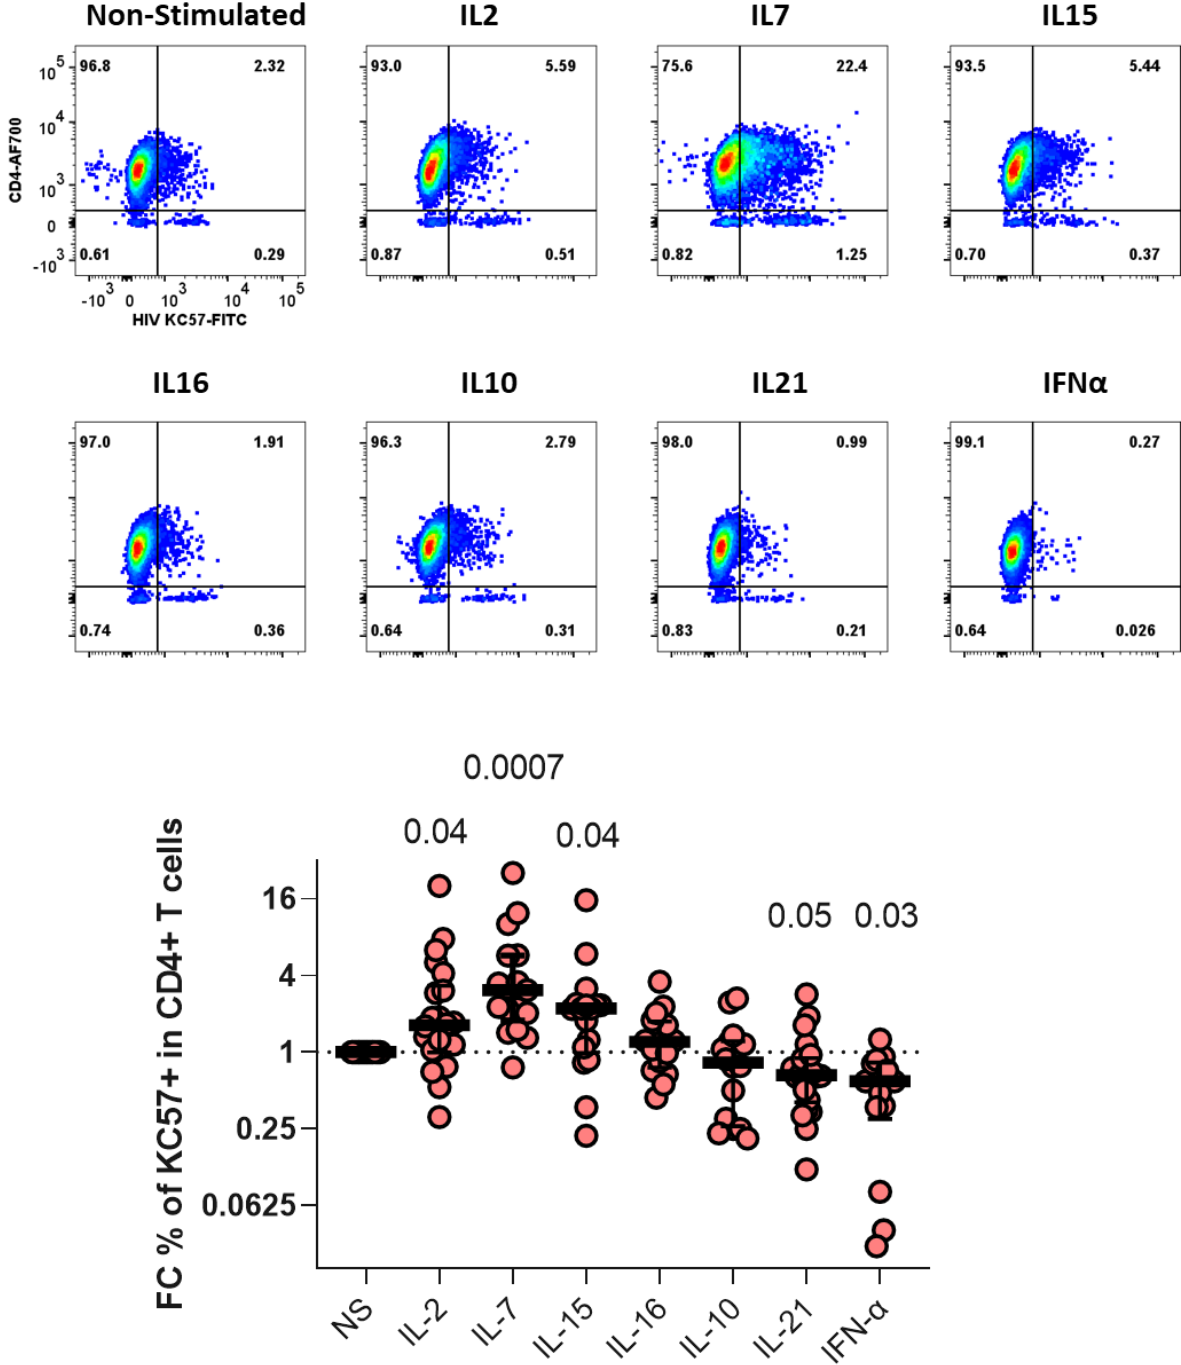 Non-Stimulated IL2 IL7 IL15
96.8 2.32 93.0 5.59 75.6 22.4 93.5 5.44
10^5
10^4
CD4-AF700
10^3
0
-10^3
0.61 0.29 0.87 0.51 0.82 1.25 0.70 0.37
-10^3 0 10^3 10^4 10^5
HIV KC57-FITC
IL16 IL10 IL21 IFNα
97.0 1.91 96.3 2.79 98.0 0.99 99.1 0.27
0.74 0.36 0.64 0.31 0.83 0.21 0.64 0.026
0.0007
0.04 0.04
0.05 0.03
FC % of KC57+ in CD4+ T cells
16
4
1
0.25
0.0625
NS IL-2 IL-7 IL-15 IL-16 IL-10 IL-21 IFN-α